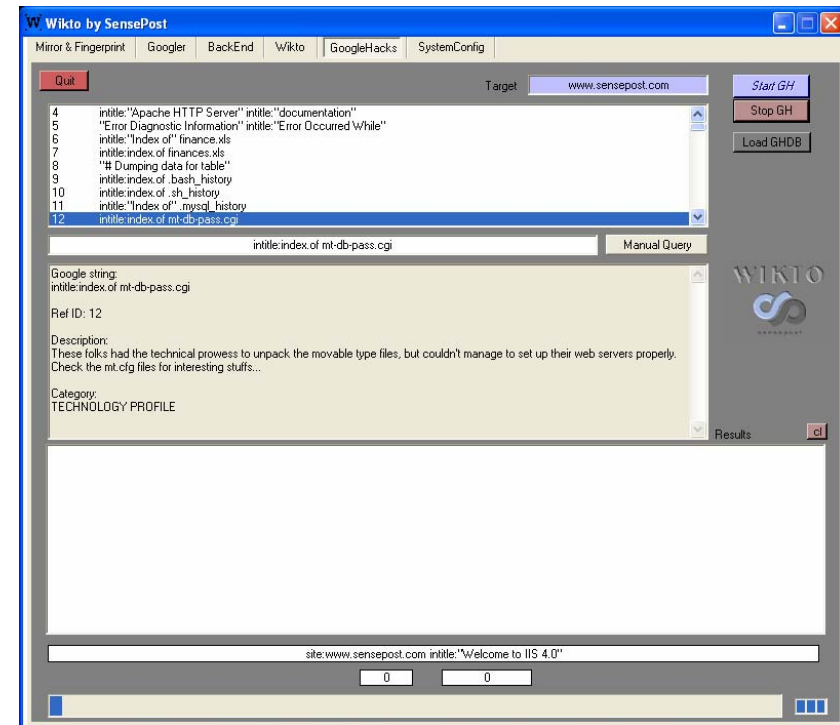 W Wikto by SensePost
Mirror & Fingerprint Googler BackEnd Wikto GoogleHacks SystemConfig
Quit Target www.sensepost.com Start GH
Stop GH
Load GHDB
4 intitle:"Apache HTTP Server" intitle:"documentation"
5 "Error Diagnostic Information" intitle:"Error Occurred While"
6 intitle:"Index of" finance.xls
7 intitle:index.of finances.xls
8 "# Dumping data for table"
9 intitle:index.of .bash_history
10 intitle:index.of .sh_history
11 intitle:"Index of" .mysql_history
12 intitle:index.of mt-db-pass.cgi
intitle:index.of mt-db-pass.cgi Manual Query
Google string:
intitle:index.of mt-db-pass.cgi
Ref ID: 12
Description:
These folks had the technical prowess to unpack the movable type files, but couldn't manage to set up their web servers properly.
Check the mt.cfg files for interesting stuffs...
Category:
TECHNOLOGY PROFILE
WIKTO
sensepost
Results cl
site:www.sensepost.com intitle:"Welcome to IIS 4.0"
0 0